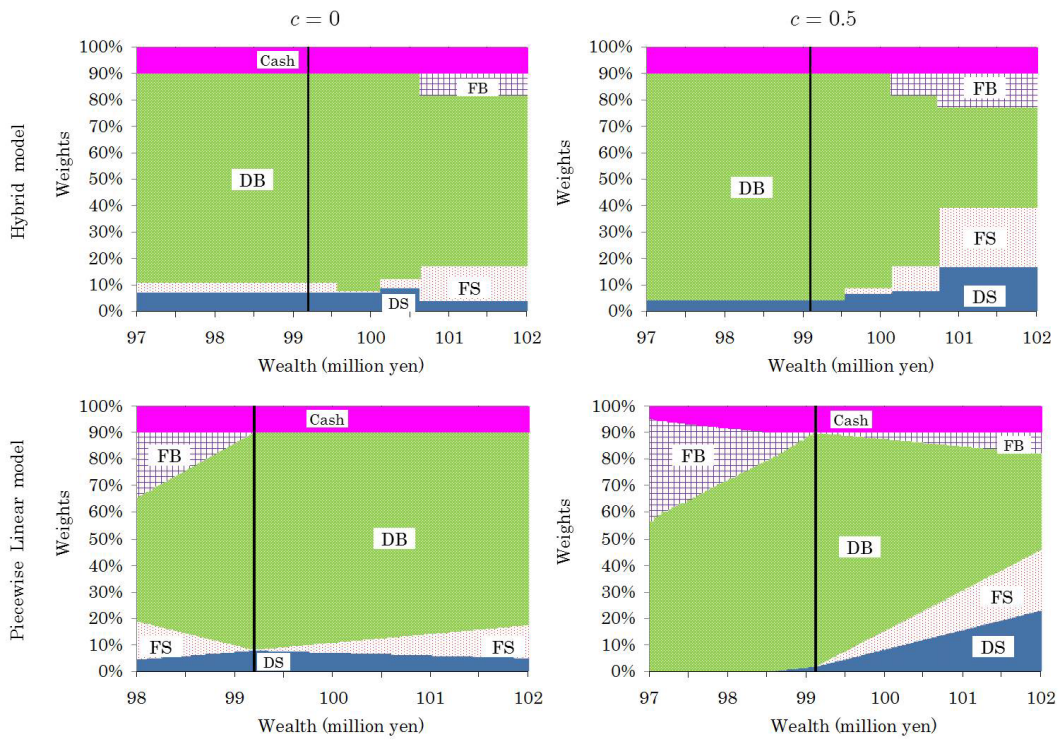 c = 0
c = 0.5
Hybrid model
Weights
100%
90%
80%
70%
60%
50%
40%
30%
20%
10%
0%
Cash
FB
DB
FS
DS
97 98 99 100 101 102
Wealth (million yen)
Weights
100%
90%
80%
70%
60%
50%
40%
30%
20%
10%
0%
FB
DB
FS
DS
97 98 99 100 101 102
Wealth (million yen)
Piecewise Linear model
Weights
100%
90%
80%
70%
60%
50%
40%
30%
20%
10%
0%
Cash
FB
DB
FS
FS
DS
98 99 100 101 102
Wealth (million yen)
Weights
100%
90%
80%
70%
60%
50%
40%
30%
20%
10%
0%
Cash
FB
FB
DB
FS
DS
97 98 99 100 101 102
Wealth (million yen)